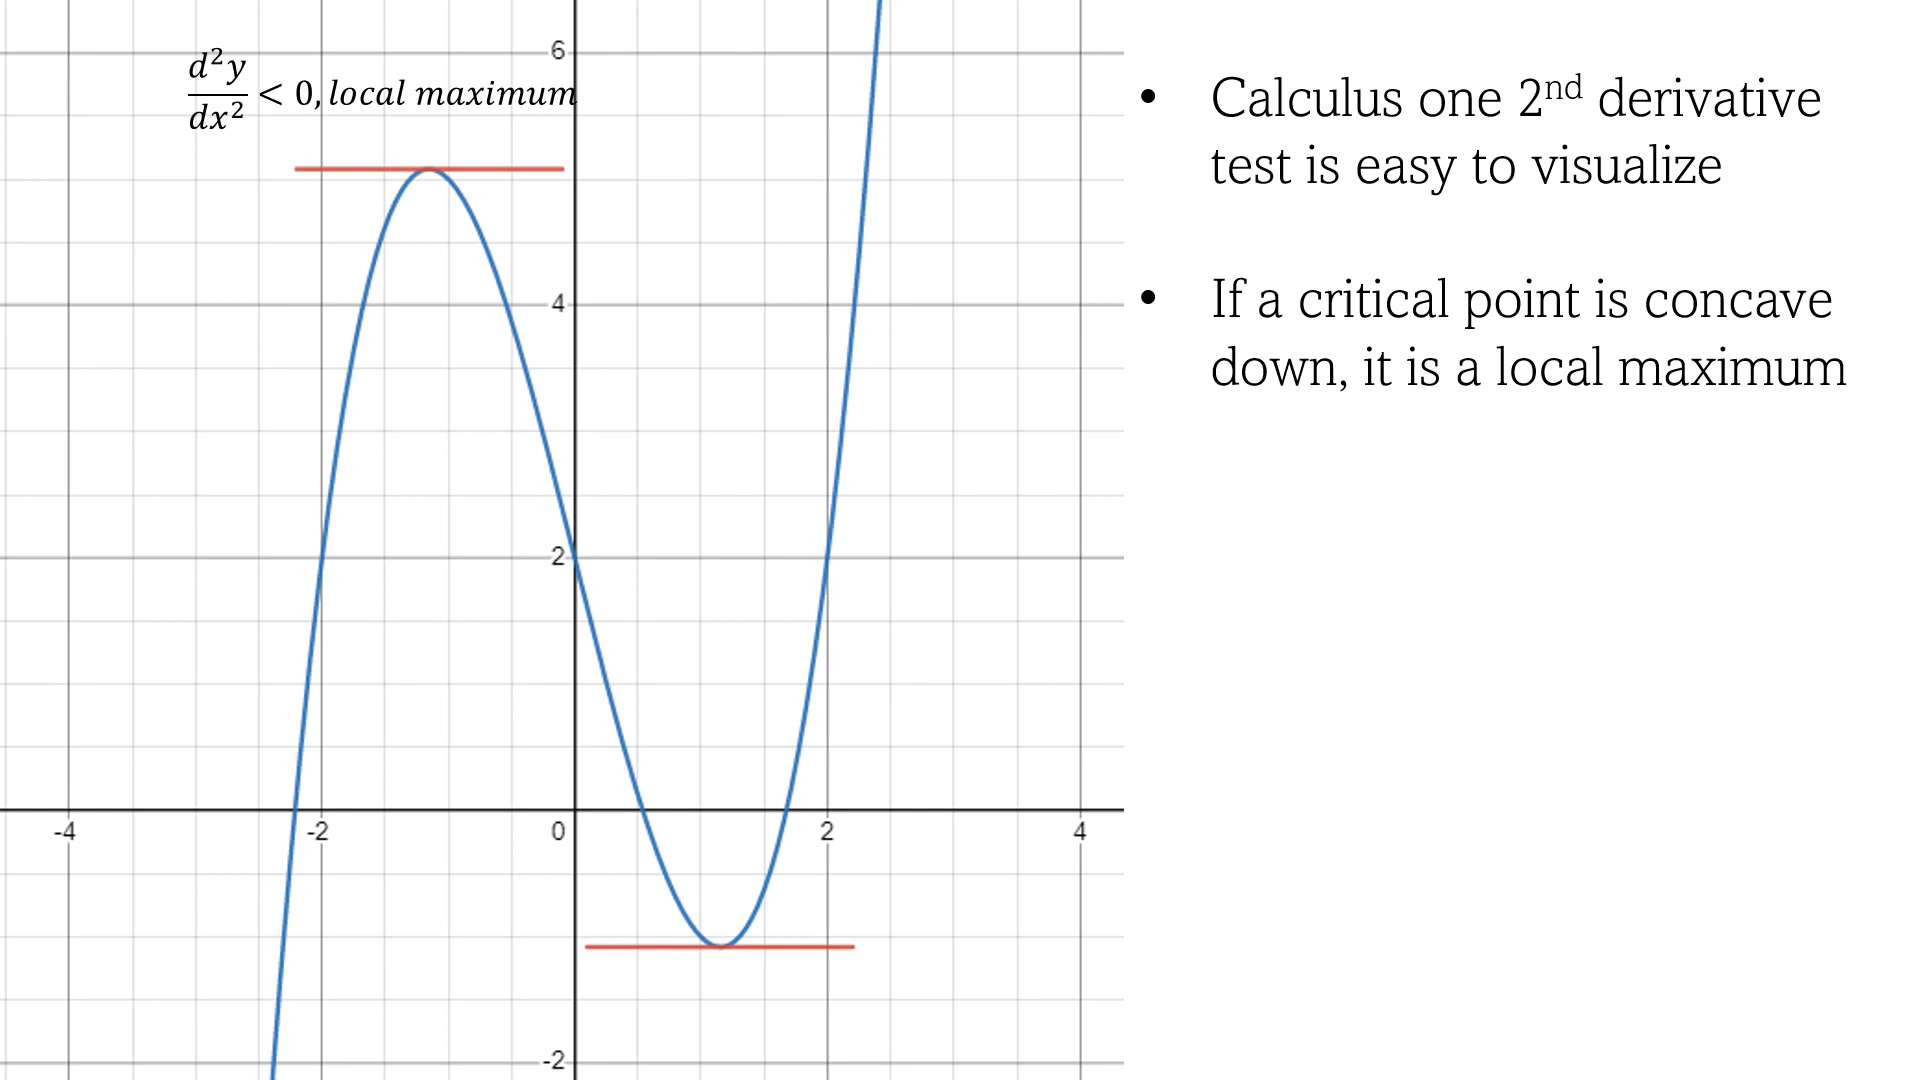 d²y/dx² < 0, local maximum
6
4
2
-4 -2 0 2 4
-2
• Calculus one 2nd derivative
test is easy to visualize
• If a critical point is concave
down, it is a local maximum